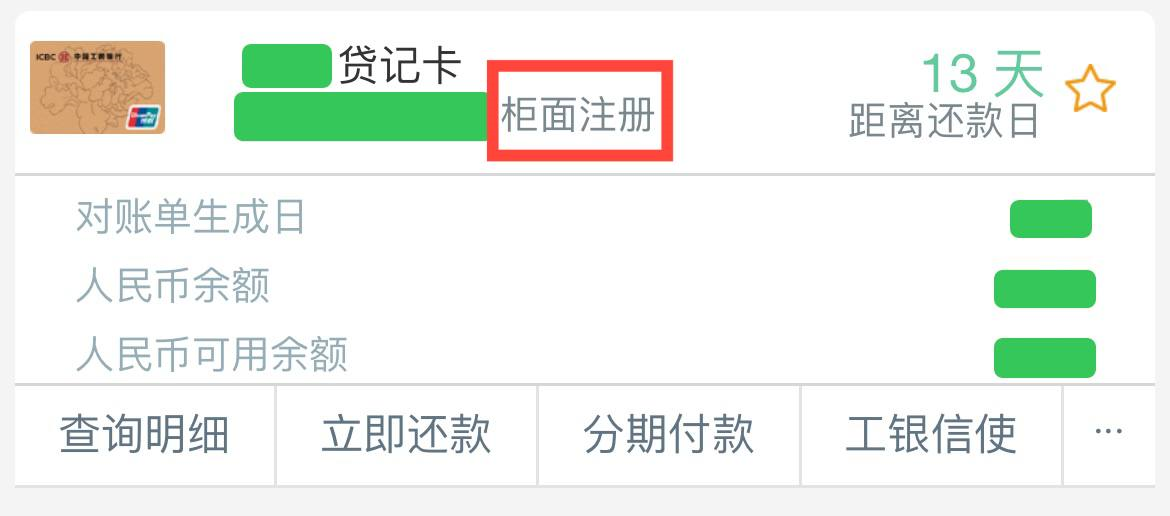 ICBC 中国工商银行
贷记卡
柜面注册
13 天
距离还款日
对账单生成日
人民币余额
人民币可用余额
查询明细
立即还款
分期付款
工银信使
...